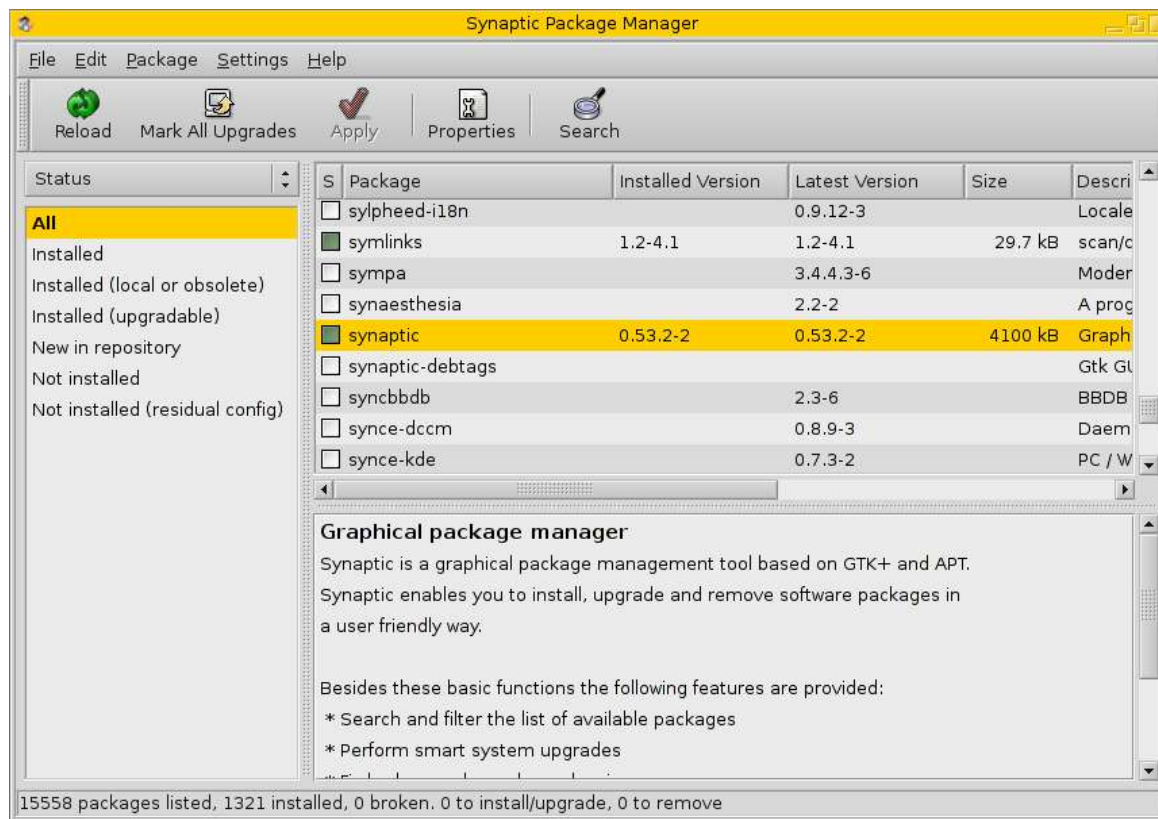 Synaptic Package Manager
File Edit Package Settings Help
Reload Mark All Upgrades Apply Properties Search
Status
All
Installed
Installed (local or obsolete)
Installed (upgradable)
New in repository
Not installed
Not installed (residual config)
S Package Installed Version Latest Version Size Descri
sylpheed-i18n 0.9.12-3 Locale
symlinks 1.2-4.1 1.2-4.1 29.7 kB scan/c
sympa 3.4.4.3-6 Moder
synaesthesia 2.2-2 A prog
synaptic 0.53.2-2 0.53.2-2 4100 kB Graph
synaptic-debtags Gtk GU
syncbbdb 2.3-6 BBDB
synce-dccm 0.8.9-3 Daem
synce-kde 0.7.3-2 PC / W
Graphical package manager
Synaptic is a graphical package management tool based on GTK+ and APT.
Synaptic enables you to install, upgrade and remove software packages in
a user friendly way.
Besides these basic functions the following features are provided:
* Search and filter the list of available packages
* Perform smart system upgrades
15558 packages listed, 1321 installed, 0 broken. 0 to install/upgrade, 0 to remove